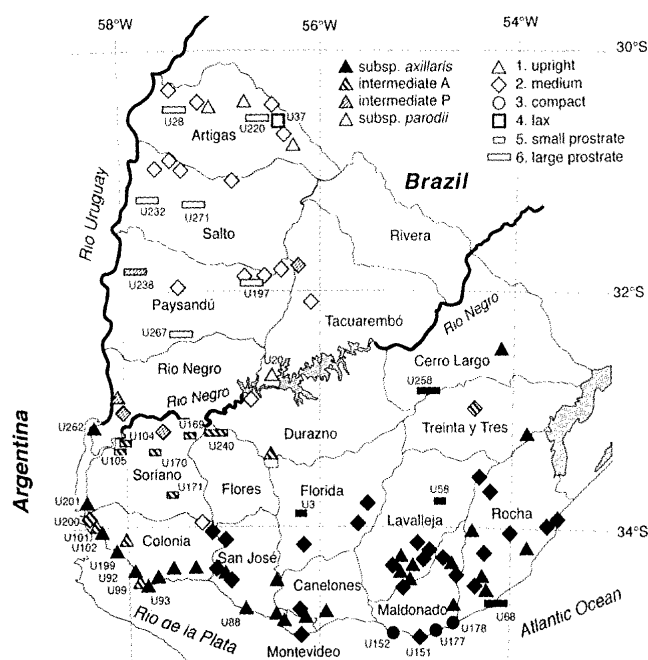 58°W 56°W 54°W
30°S
subsp. axillaris
intermediate A
intermediate P
subsp. parodii
1. upright
2. medium
3. compact
4. lax
5. small prostrate
6. large prostrate
U28
Artigas
U220
U37
Brazil
Rio Uruguay
U232
U271
Salto
Rivera
U238
Paysandú
U197
32°S
U267
Tacuarembó
Rio Negro
Rio Negro
Cerro Largo
U258
Rio Negro
Argentina
U262
U104
U169
U240
U105
U170
Soriano
U171
Durazno
Treinta y Tres
Flores
Florida
U3
U58
Lavalleja
Rocha
34°S
U201
U200
U101
U102
Colonia
U199
U92
U99
U93
San José
U88
Canelones
Maldonado
U68
U178
U177
U152
U151
Montevideo
Rio de la Plata
Atlantic Ocean